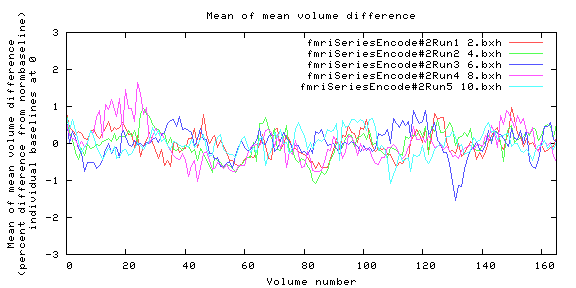 Mean of mean volume difference
Mean of mean volume difference
(percent difference from normbaseline)
individual baselines at 0
3
2
1
0
-1
-2
-3
fmriSeriesEncode#2Run1 2.bxh
fmriSeriesEncode#2Run2 4.bxh
fmriSeriesEncode#2Run3 6.bxh
fmriSeriesEncode#2Run4 8.bxh
fmriSeriesEncode#2Run5 10.bxh
0 20 40 60 80 100 120 140 160
Volume number